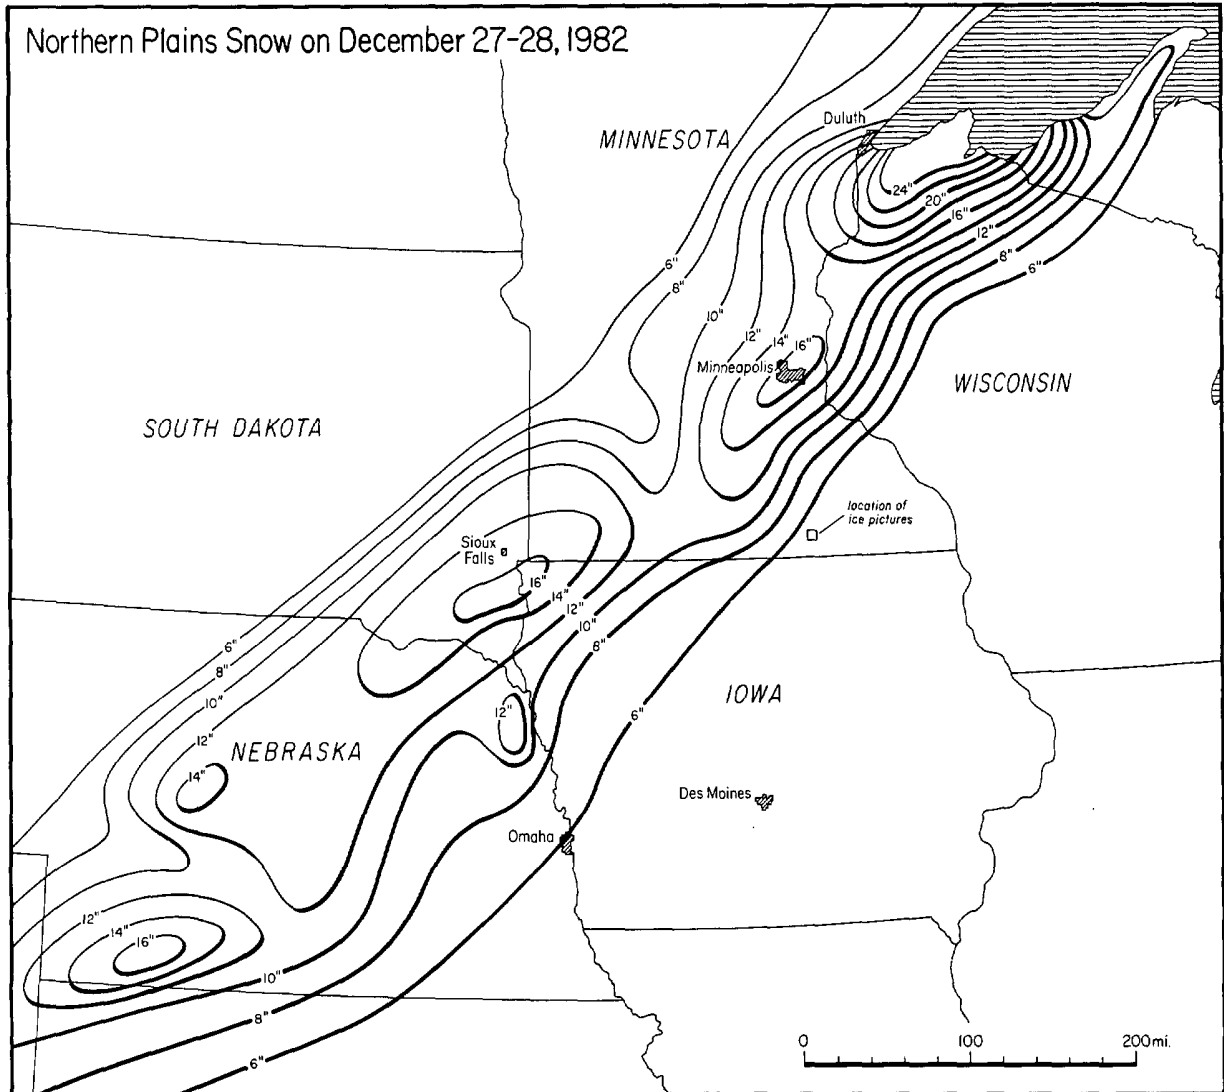 Northern Plains Snow on December 27-28, 1982
Duluth
MINNESOTA
24"
20"
16"
12"
8"
6"
6"
8"
10"
12"
14"
16"
Minneapolis
WISCONSIN
SOUTH DAKOTA
location of
ice pictures
Sioux
Falls
16"
14"
12"
10"
8"
6"
8"
10"
12"
14"
NEBRASKA
12"
6"
IOWA
Des Moines
Omaha
12"
14"
16"
10"
8"
6"
0 100 200 mi.